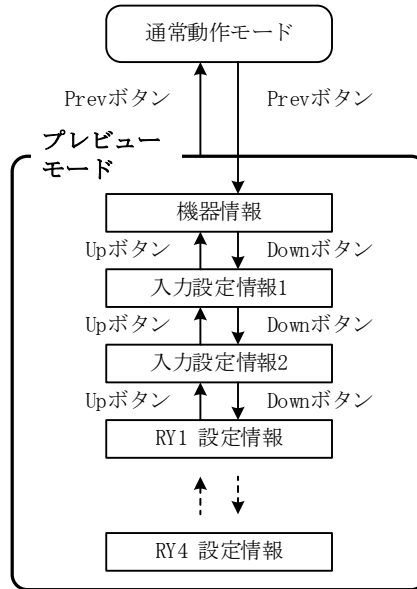 通常動作モード
Prevボタン Prevボタン
プレビュー
モード
機器情報
Upボタン Downボタン
入力設定情報1
Upボタン Downボタン
入力設定情報2
Upボタン Downボタン
RY1 設定情報
RY4 設定情報